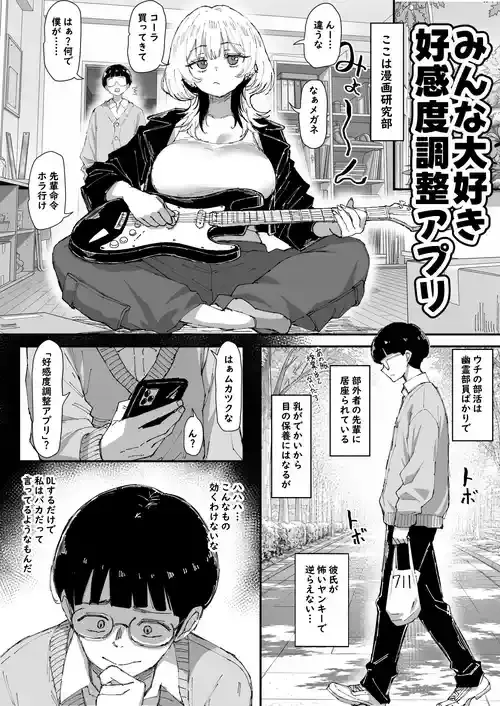 みんな大好き
好感度調整アプリ
ここは漫画研究部
みょ～～ん
んー…
違うな
なぁメガネ
コーラ
買ってきて
はぁ?何で
僕が……
先輩命令
ホラ行け
ウチの部活は
幽霊部員ばかりで
部外者の先輩に
居座られている
乳がでかいから
目の保養にはなるが
トボ
トボ
彼氏が
怖いヤンキーで
逆らえない…
はぁムカツクな
ん?
「好感度調整
アプリ」?
ハハハ…
こんなもの
効くわけないな
DLするだけで
私はバカだって
言ってるようなもんだ
711